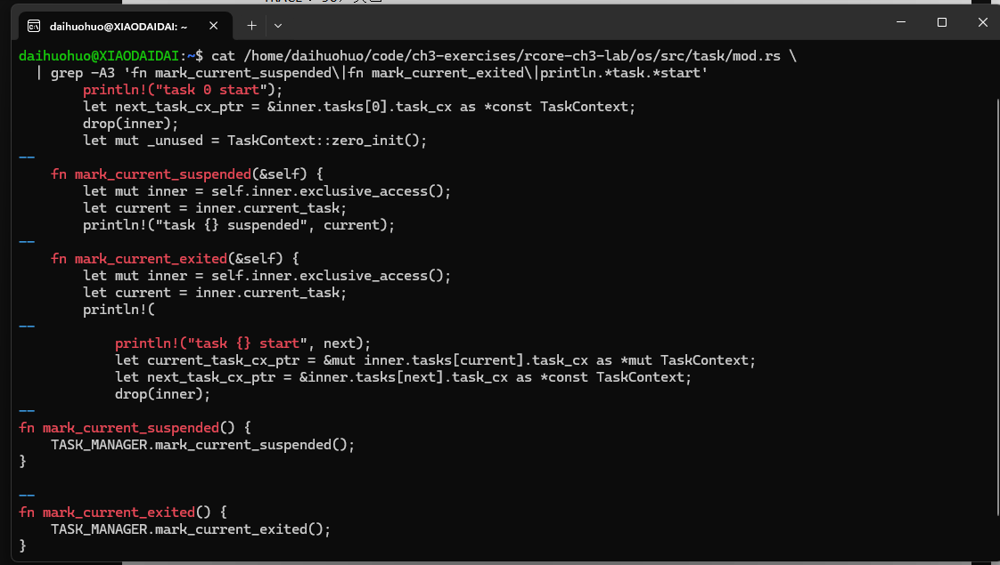 daihuohuo@XIAODAIDAI: ~
daihuohuo@XIAODAIDAI:~$ cat /home/daihuohuo/code/ch3-exercises/rcore-ch3-lab/os/src/task/mod.rs \
  | grep -A3 'fn mark_current_suspended\|fn mark_current_exited\|println.*task.*start'
        println!("task 0 start");
        let next_task_cx_ptr = &inner.tasks[0].task_cx as *const TaskContext;
        drop(inner);
        let mut _unused = TaskContext::zero_init();
--
    fn mark_current_suspended(&self) {
        let mut inner = self.inner.exclusive_access();
        let current = inner.current_task;
        println!("task {} suspended", current);
--
    fn mark_current_exited(&self) {
        let mut inner = self.inner.exclusive_access();
        let current = inner.current_task;
        println!(
--
            println!("task {} start", next);
            let current_task_cx_ptr = &mut inner.tasks[current].task_cx as *mut TaskContext;
            let next_task_cx_ptr = &inner.tasks[next].task_cx as *const TaskContext;
            drop(inner);
--
fn mark_current_suspended() {
    TASK_MANAGER.mark_current_suspended();
}

--
fn mark_current_exited() {
    TASK_MANAGER.mark_current_exited();
}